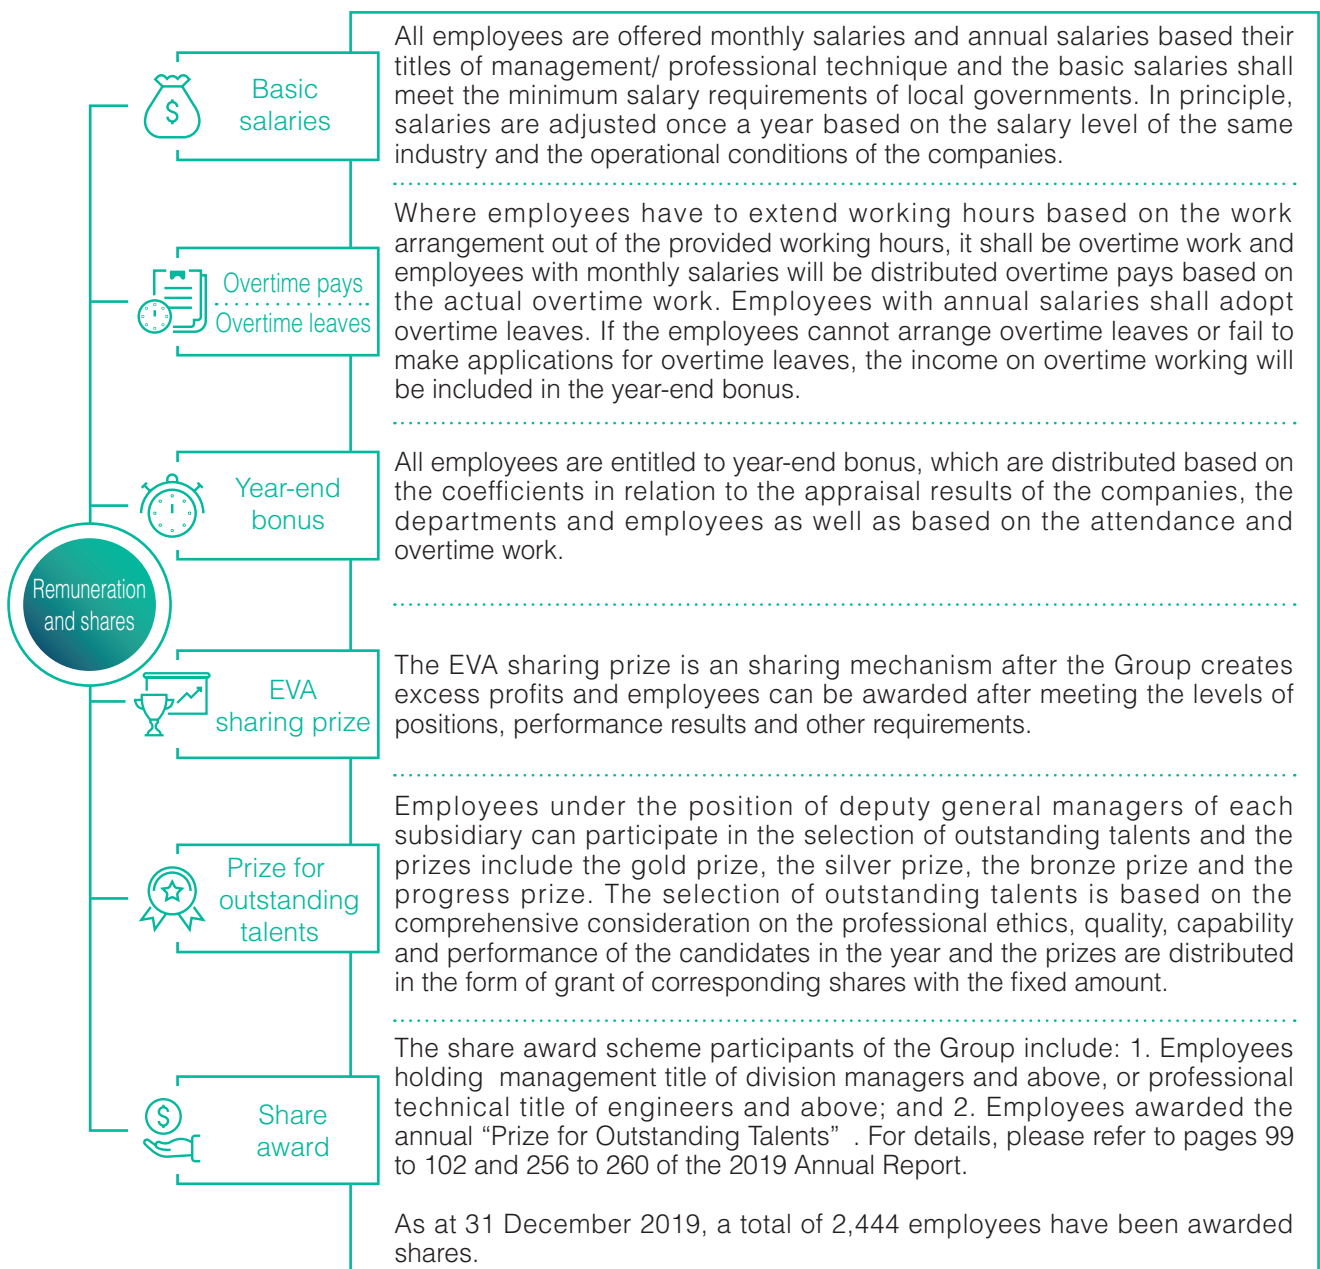 Remuneration
and shares
Basic
salaries
All employees are offered monthly salaries and annual salaries based their
titles of management/ professional technique and the basic salaries shall
meet the minimum salary requirements of local governments. In principle,
salaries are adjusted once a year based on the salary level of the same
industry and the operational conditions of the companies.
Overtime pays
Overtime leaves
Where employees have to extend working hours based on the work
arrangement out of the provided working hours, it shall be overtime work and
employees with monthly salaries will be distributed overtime pays based on
the actual overtime work. Employees with annual salaries shall adopt
overtime leaves. If the employees cannot arrange overtime leaves or fail to
make applications for overtime leaves, the income on overtime working will
be included in the year-end bonus.
Year-end
bonus
All employees are entitled to year-end bonus, which are distributed based on
the coefficients in relation to the appraisal results of the companies, the
departments and employees as well as based on the attendance and
overtime work.
EVA
sharing prize
The EVA sharing prize is an sharing mechanism after the Group creates
excess profits and employees can be awarded after meeting the levels of
positions, performance results and other requirements.
Prize for
outstanding
talents
Employees under the position of deputy general managers of each
subsidiary can participate in the selection of outstanding talents and the
prizes include the gold prize, the silver prize, the bronze prize and the
progress prize. The selection of outstanding talents is based on the
comprehensive consideration on the professional ethics, quality, capability
and performance of the candidates in the year and the prizes are distributed
in the form of grant of corresponding shares with the fixed amount.
Share
award
The share award scheme participants of the Group include: 1. Employees
holding management title of division managers and above, or professional
technical title of engineers and above; and 2. Employees awarded the
annual “Prize for Outstanding Talents” . For details, please refer to pages 99
to 102 and 256 to 260 of the 2019 Annual Report.
As at 31 December 2019, a total of 2,444 employees have been awarded
shares.